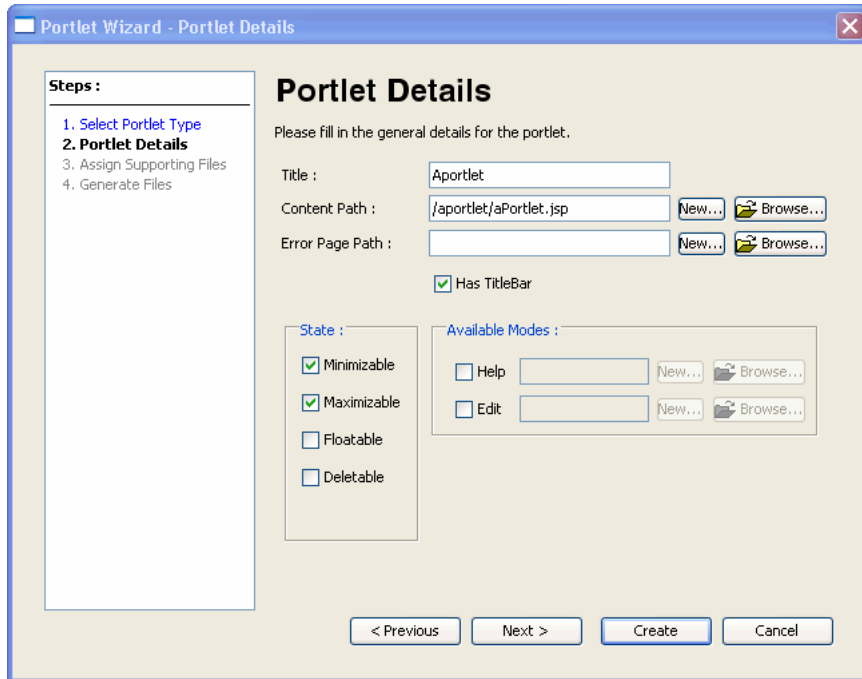 Portlet Wizard - Portlet Details
Steps :
1. Select Portlet Type
2. Portlet Details
3. Assign Supporting Files
4. Generate Files
Portlet Details
Please fill in the general details for the portlet.
Title : Aportlet
Content Path : /aportlet/aPortlet.jsp New... Browse...
Error Page Path : New... Browse...
Has TitleBar
State :
Minimizable
Maximizable
Floatable
Deletable
Available Modes :
Help New... Browse...
Edit New... Browse...
< Previous Next > Create Cancel